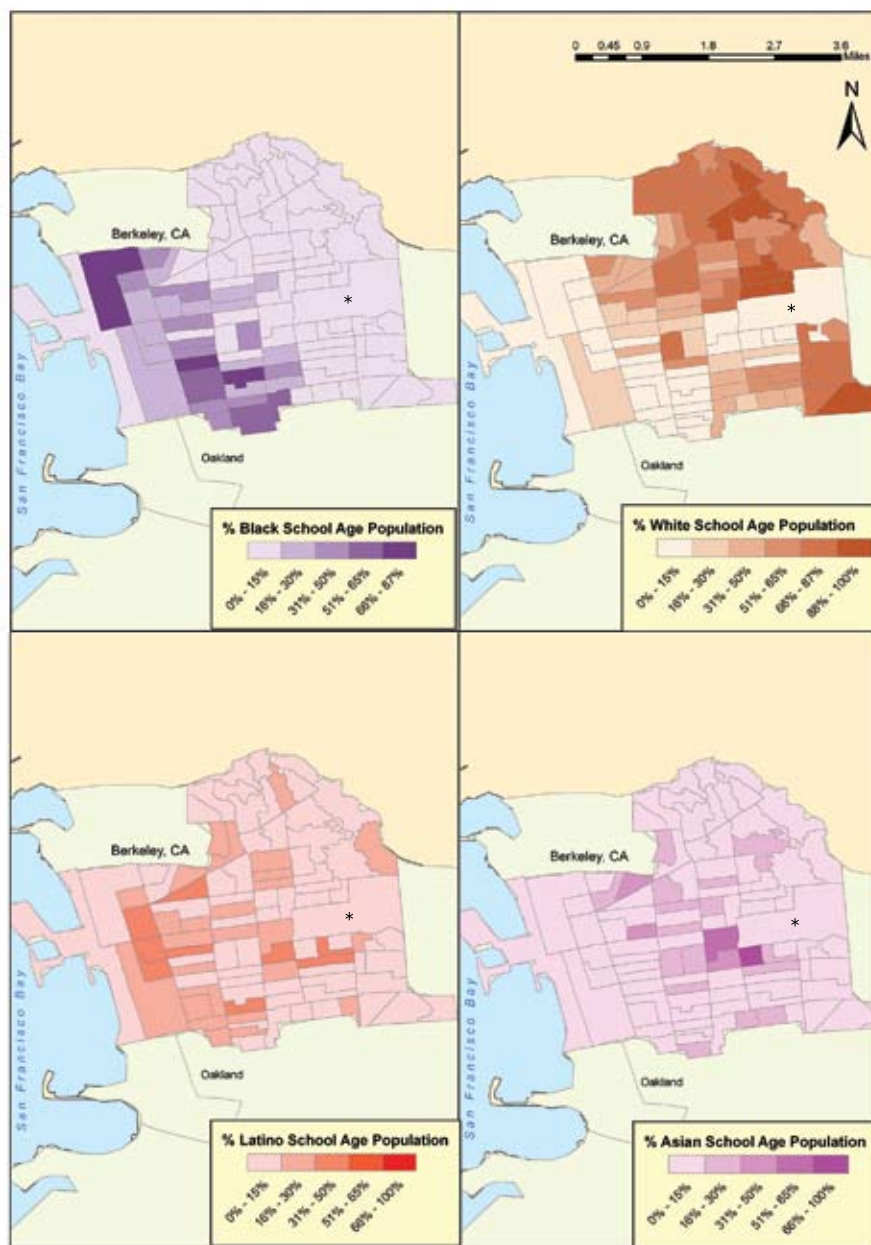 0 0.45 0.9 1.8 2.7 3.6
Miles
N
Berkeley, CA
*
San Francisco Bay
Oakland
% Black School Age Population
0% - 15%
16% - 30%
31% - 50%
51% - 65%
66% - 87%
Berkeley, CA
*
San Francisco Bay
Oakland
% White School Age Population
0% - 15%
16% - 30%
31% - 50%
51% - 65%
66% - 87%
88% - 100%
Berkeley, CA
*
San Francisco Bay
Oakland
% Latino School Age Population
0% - 15%
16% - 30%
31% - 50%
51% - 65%
66% - 100%
Berkeley, CA
*
San Francisco Bay
Oakland
% Asian School Age Population
0% - 15%
16% - 30%
31% - 50%
51% - 65%
66% - 100%